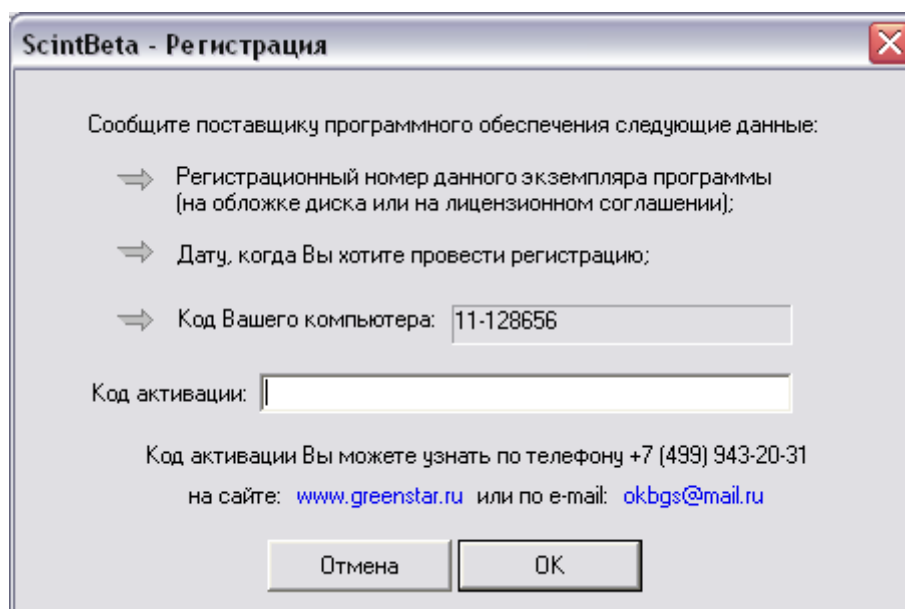 ScintBeta - Регистрация
Сообщите поставщику программного обеспечения следующие данные:
Регистрационный номер данного экземпляра программы
(на обложке диска или на лицензионном соглашении);
Дату, когда Вы хотите провести регистрацию;
Код Вашего компьютера: 11-128656
Код активации:
Код активации Вы можете узнать по телефону +7 (499) 943-20-31
на сайте: www.greenstar.ru или по e-mail: okbgs@mail.ru
Отмена OK